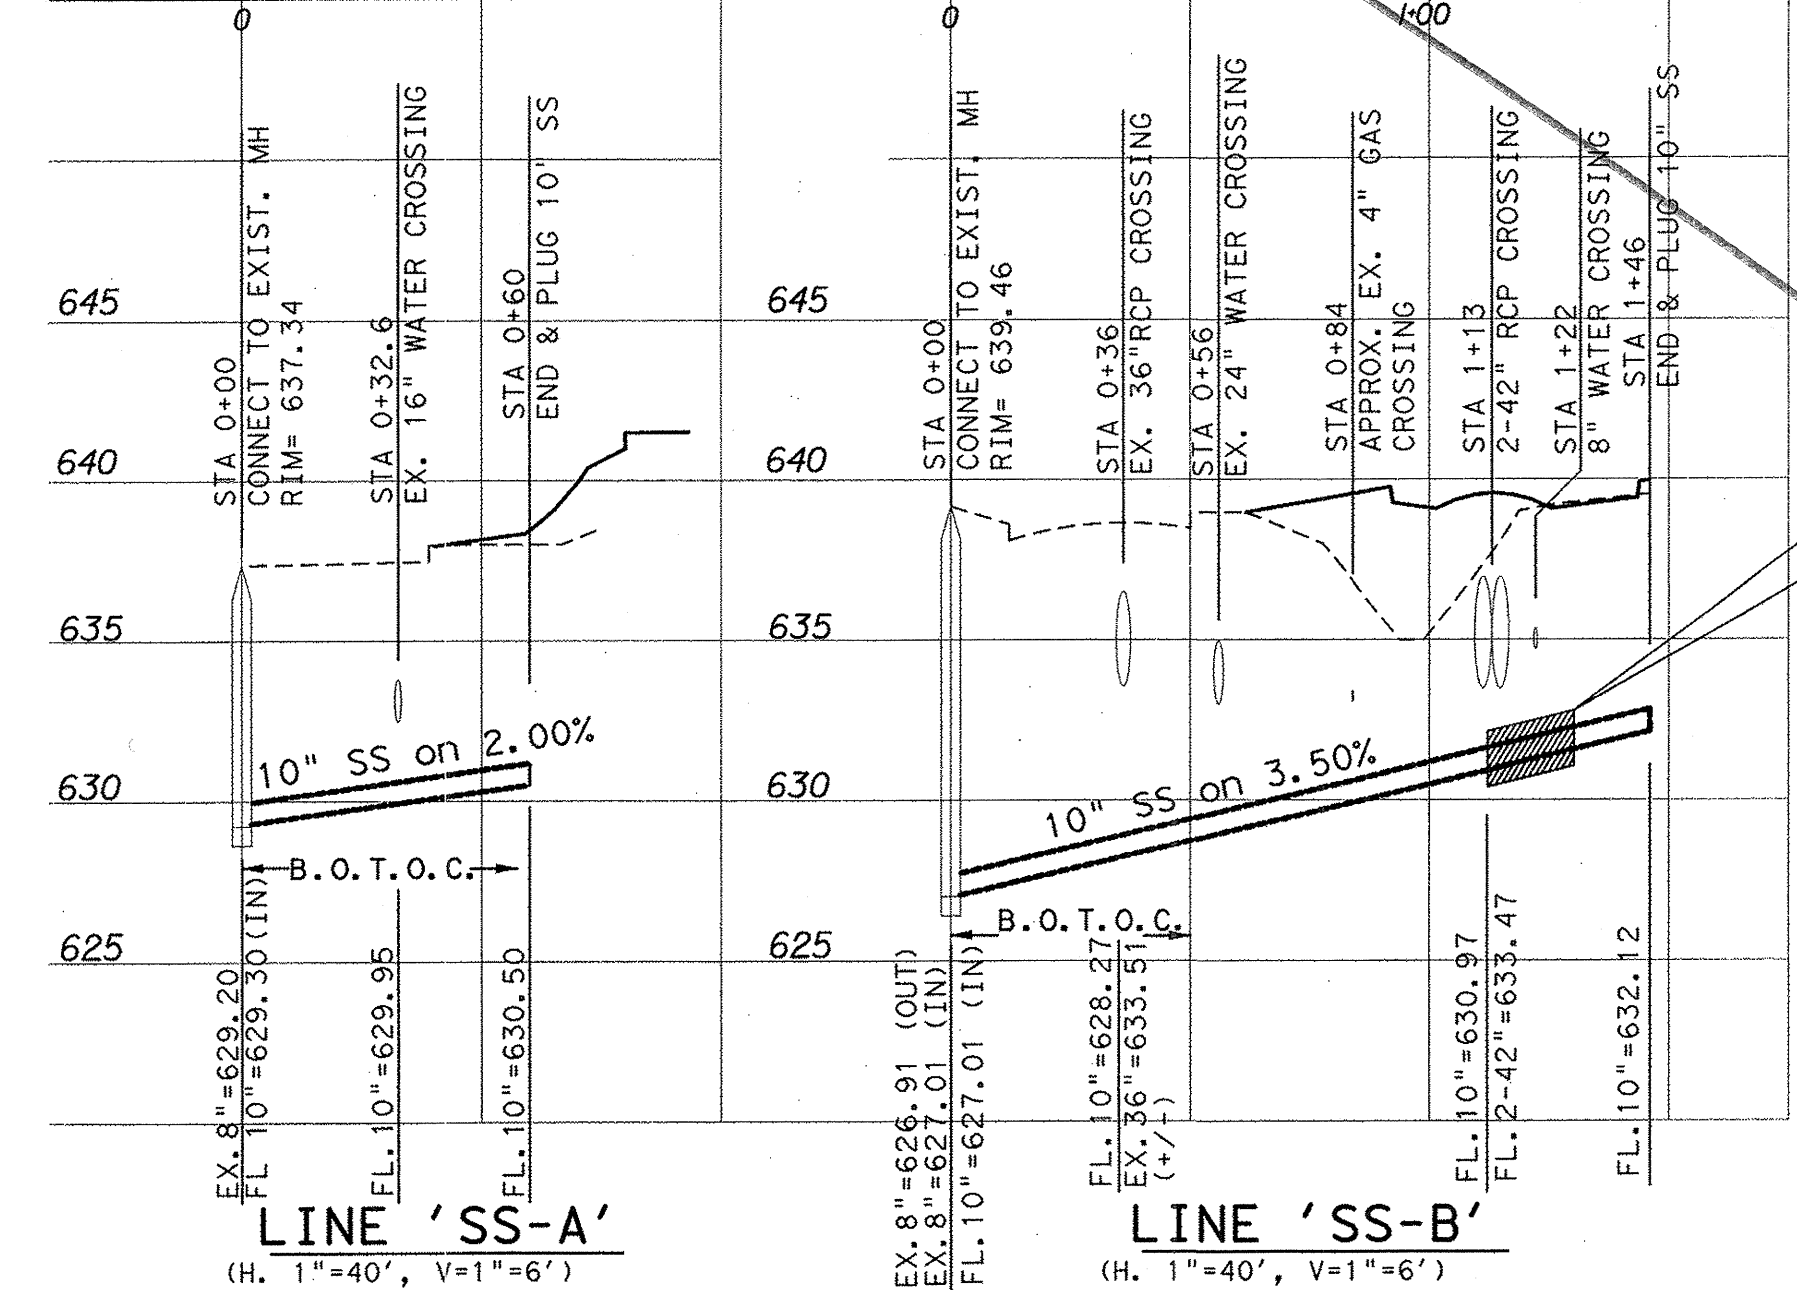 0
STA 0+00
CONNECT TO EXIST. MH
RIM= 637.34
STA 0+32.6
EX. 16" WATER CROSSING
STA 0+60
END & PLUG 10" SS
645
640
635
630
625
10" SS on 2.00%
B.O.T.O.C.
EX.8"=629.20
FL 10"=629.30(IN)
FL.10"=629.95
FL.10"=630.50
LINE 'SS-A'
(H. 1"=40', V=1"=6')
0
1+00
STA 0+00
CONNECT TO EXIST. MH
RIM= 639.46
STA 0+36
EX. 36"RCP CROSSING
STA 0+56
EX. 24" WATER CROSSING
STA 0+84
APPROX. EX. 4" GAS
CROSSING
STA 1+13
2-42" RCP CROSSING
STA 1+22
8" WATER CROSSING
STA 1+46
END & PLUG 10" SS
645
640
635
630
625
10" SS on 3.50%
B.O.T.O.C.
EX.8"=626.91 (OUT)
EX.8"=627.01 (IN)
FL.10"=627.01 (IN)
FL.10"=628.27
EX.36"=633.51
(+/-)
FL.10"=630.97
FL.2-42"=633.47
FL.10"=632.12
LINE 'SS-B'
(H. 1"=40', V=1"=6')